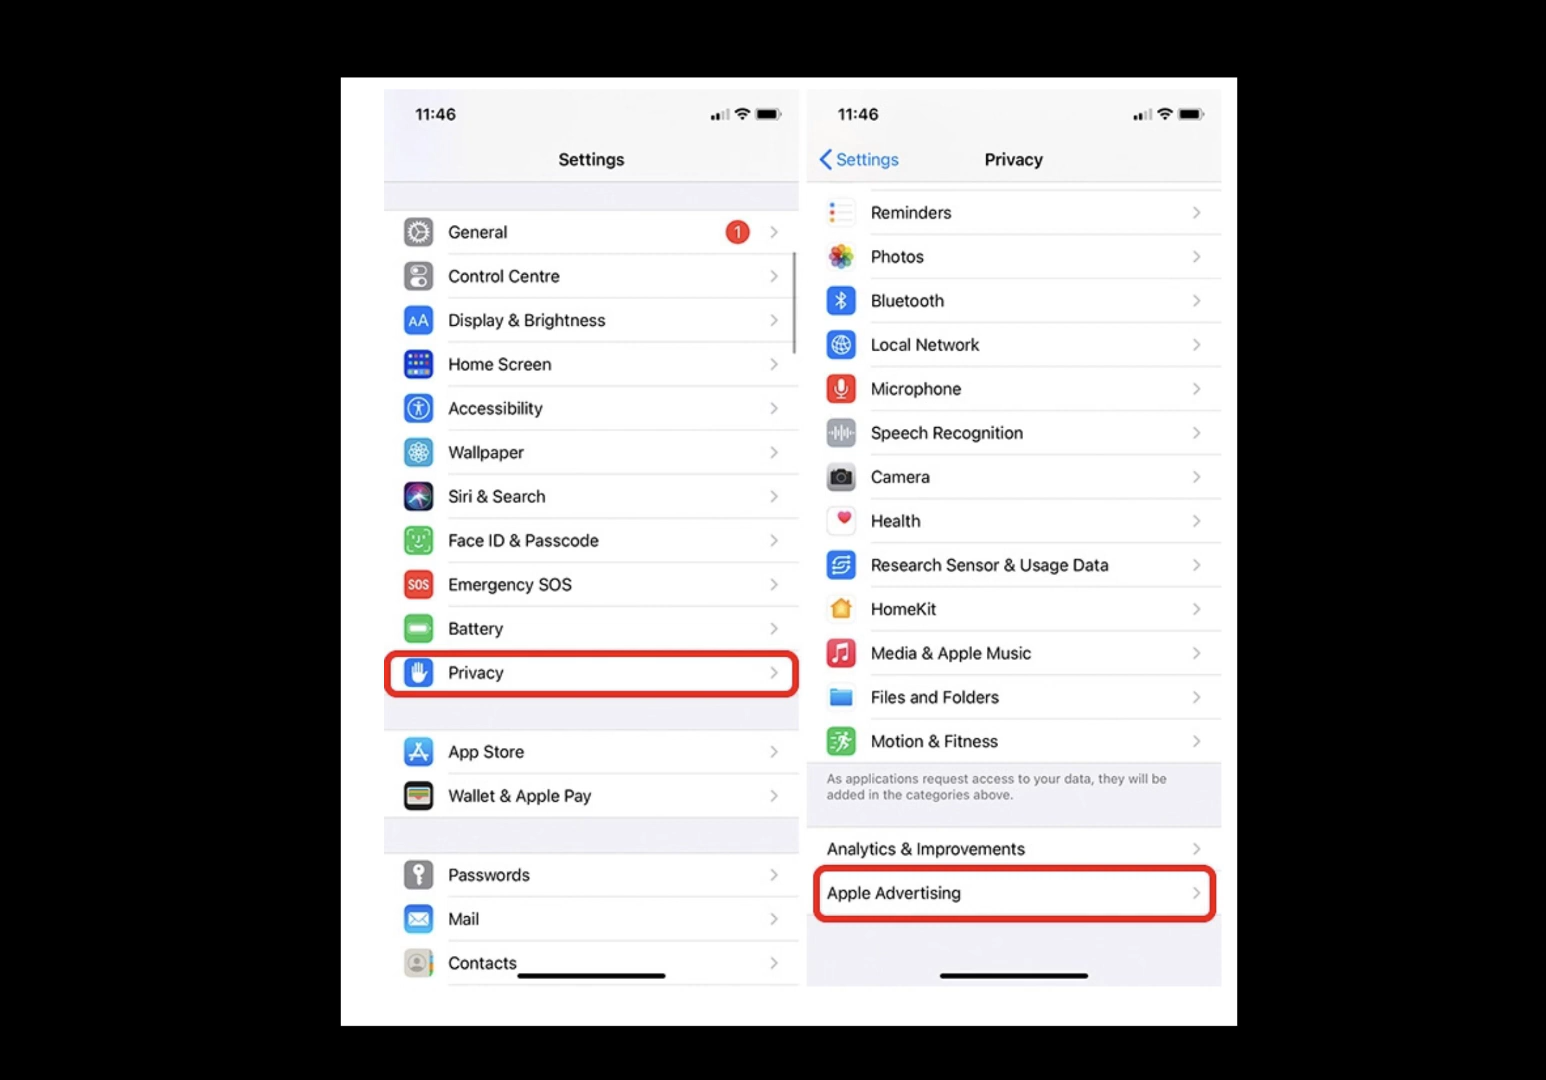 11:46
Settings
General
1
Control Centre
AA
Display & Brightness
Home Screen
Accessibility
Wallpaper
Siri & Search
Face ID & Passcode
SOS
Emergency SOS
Battery
Privacy
App Store
Wallet & Apple Pay
Passwords
Mail
Contacts
11:46
Settings
Privacy
Reminders
Photos
Bluetooth
Local Network
Microphone
Speech Recognition
Camera
Health
Research Sensor & Usage Data
HomeKit
Media & Apple Music
Files and Folders
Motion & Fitness
As applications request access to your data, they will be
added in the categories above.
Analytics & Improvements
Apple Advertising